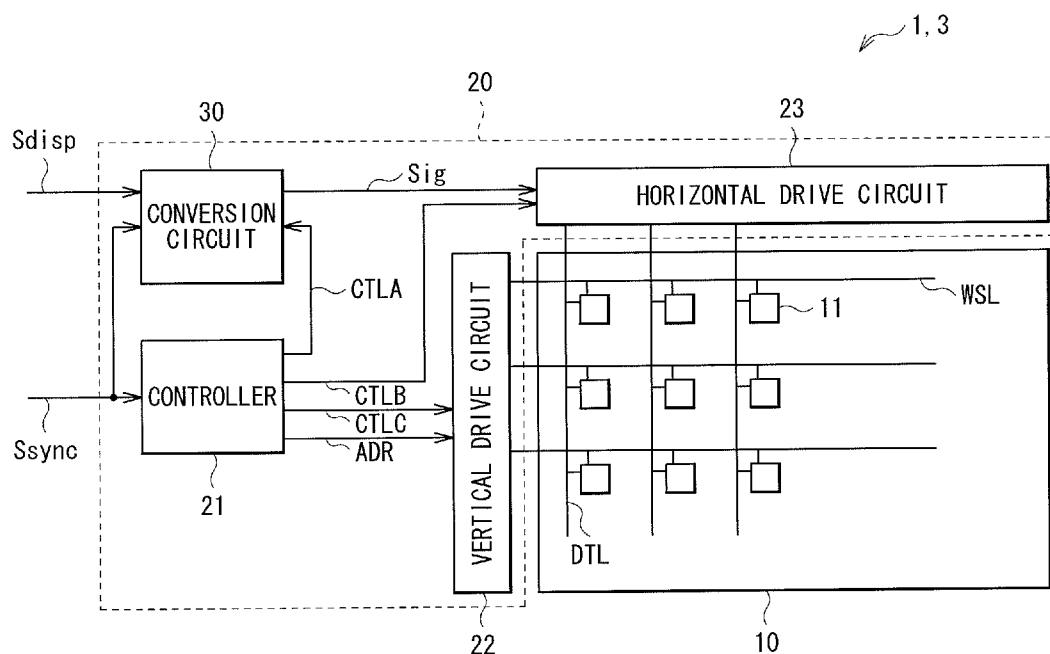 1, 3
20
30
23
Sdisp
Sig
CONVERSION
CIRCUIT
HORIZONTAL DRIVE CIRCUIT
CTLA
VERTICAL DRIVE CIRCUIT
WSL
11
CONTROLLER
CTLB
CTLC
ADR
Ssync
21
DTL
22
10